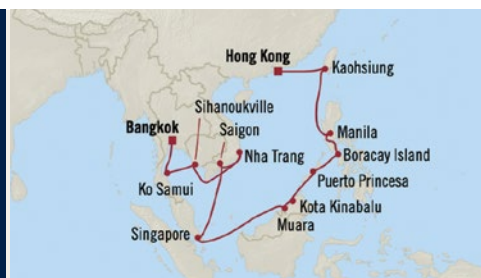 Hong Kong
Kaohsiung
Sihanoukville
Bangkok
Saigon
Manila
Nha Trang
Boracay Island
Ko Samui
Puerto Princesa
Kota Kinabalu
Singapore
Muara